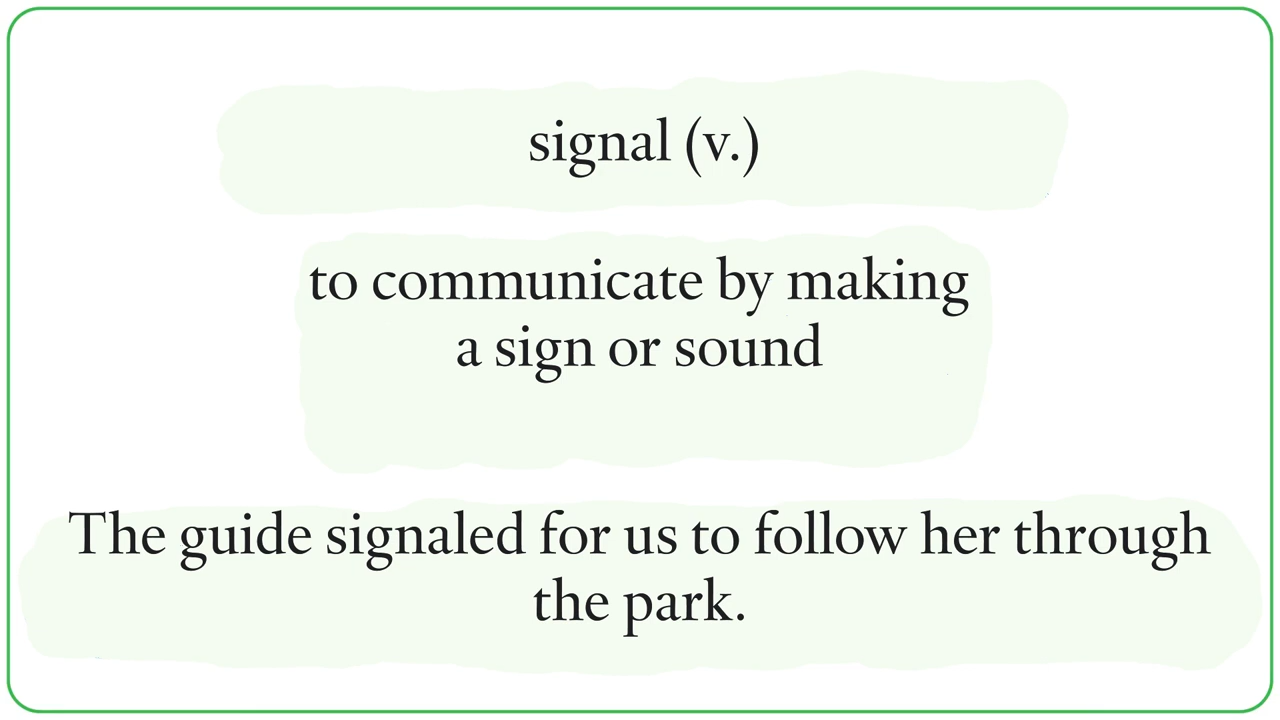 signal (v.)
to communicate by making
a sign or sound
The guide signaled for us to follow her through
the park.